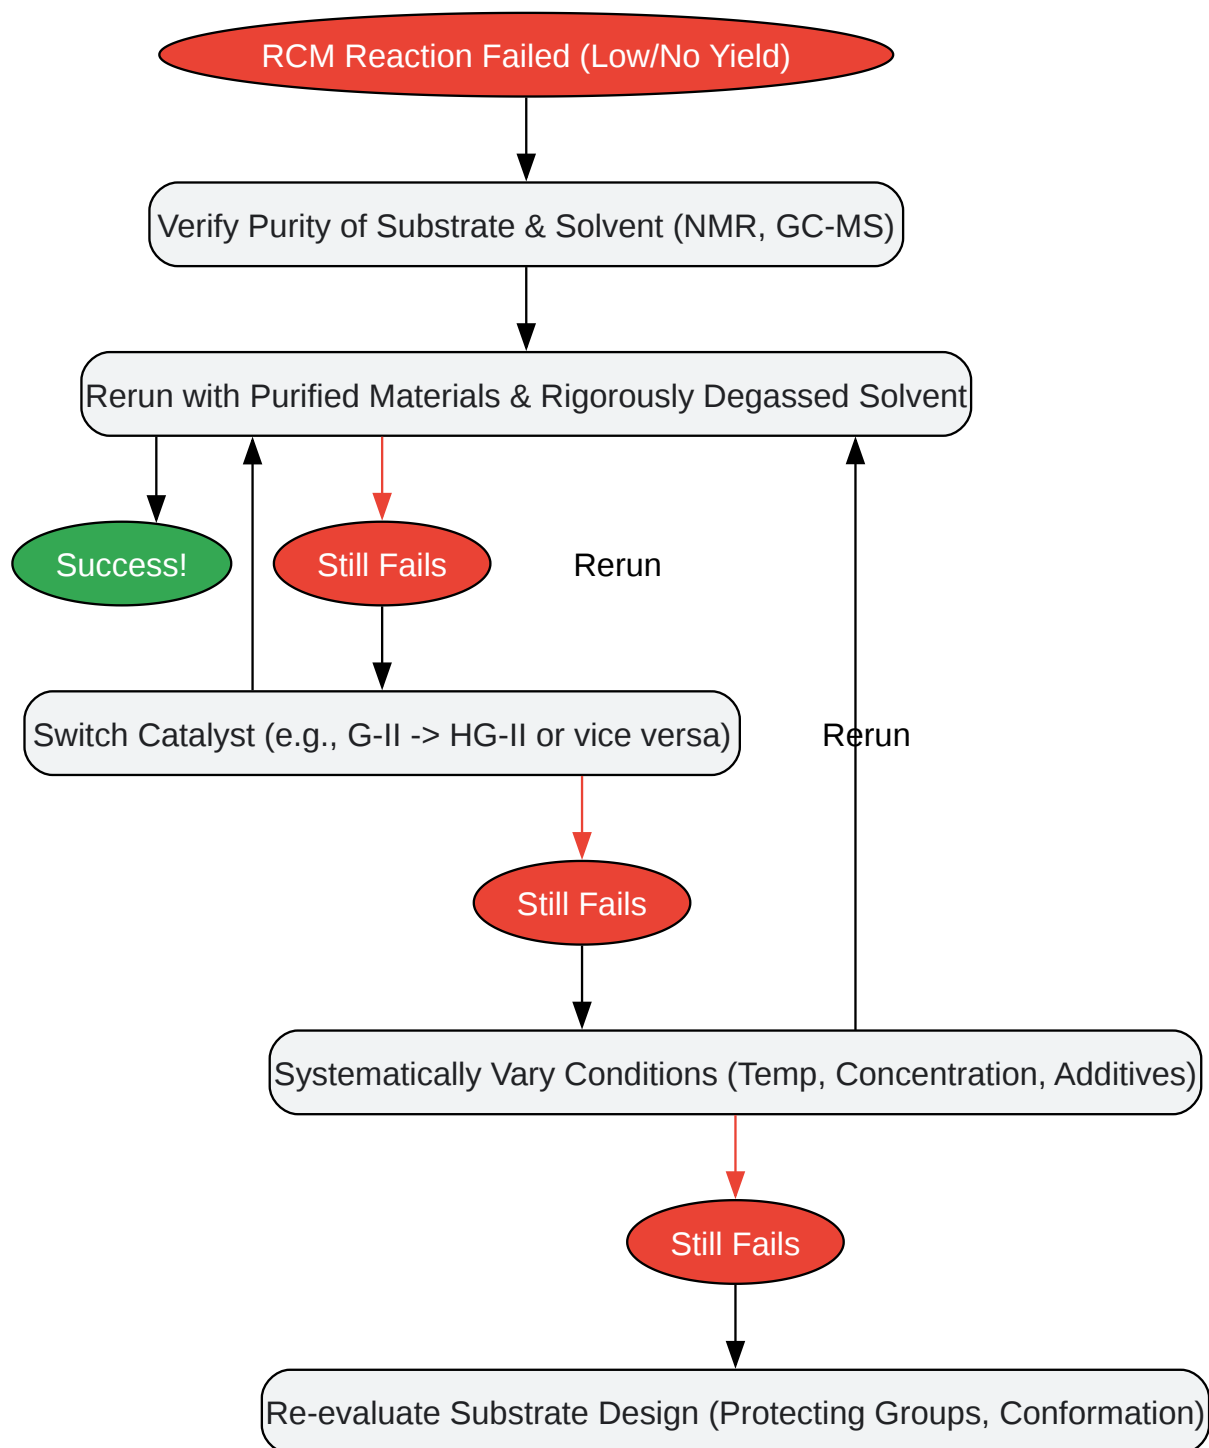 RCM Reaction Failed (Low/No Yield)
Verify Purity of Substrate & Solvent (NMR, GC-MS)
Rerun with Purified Materials & Rigorously Degassed Solvent
Success!
Still Fails
Rerun
Switch Catalyst (e.g., G-II -> HG-II or vice versa)
Rerun
Still Fails
Systematically Vary Conditions (Temp, Concentration, Additives)
Still Fails
Re-evaluate Substrate Design (Protecting Groups, Conformation)